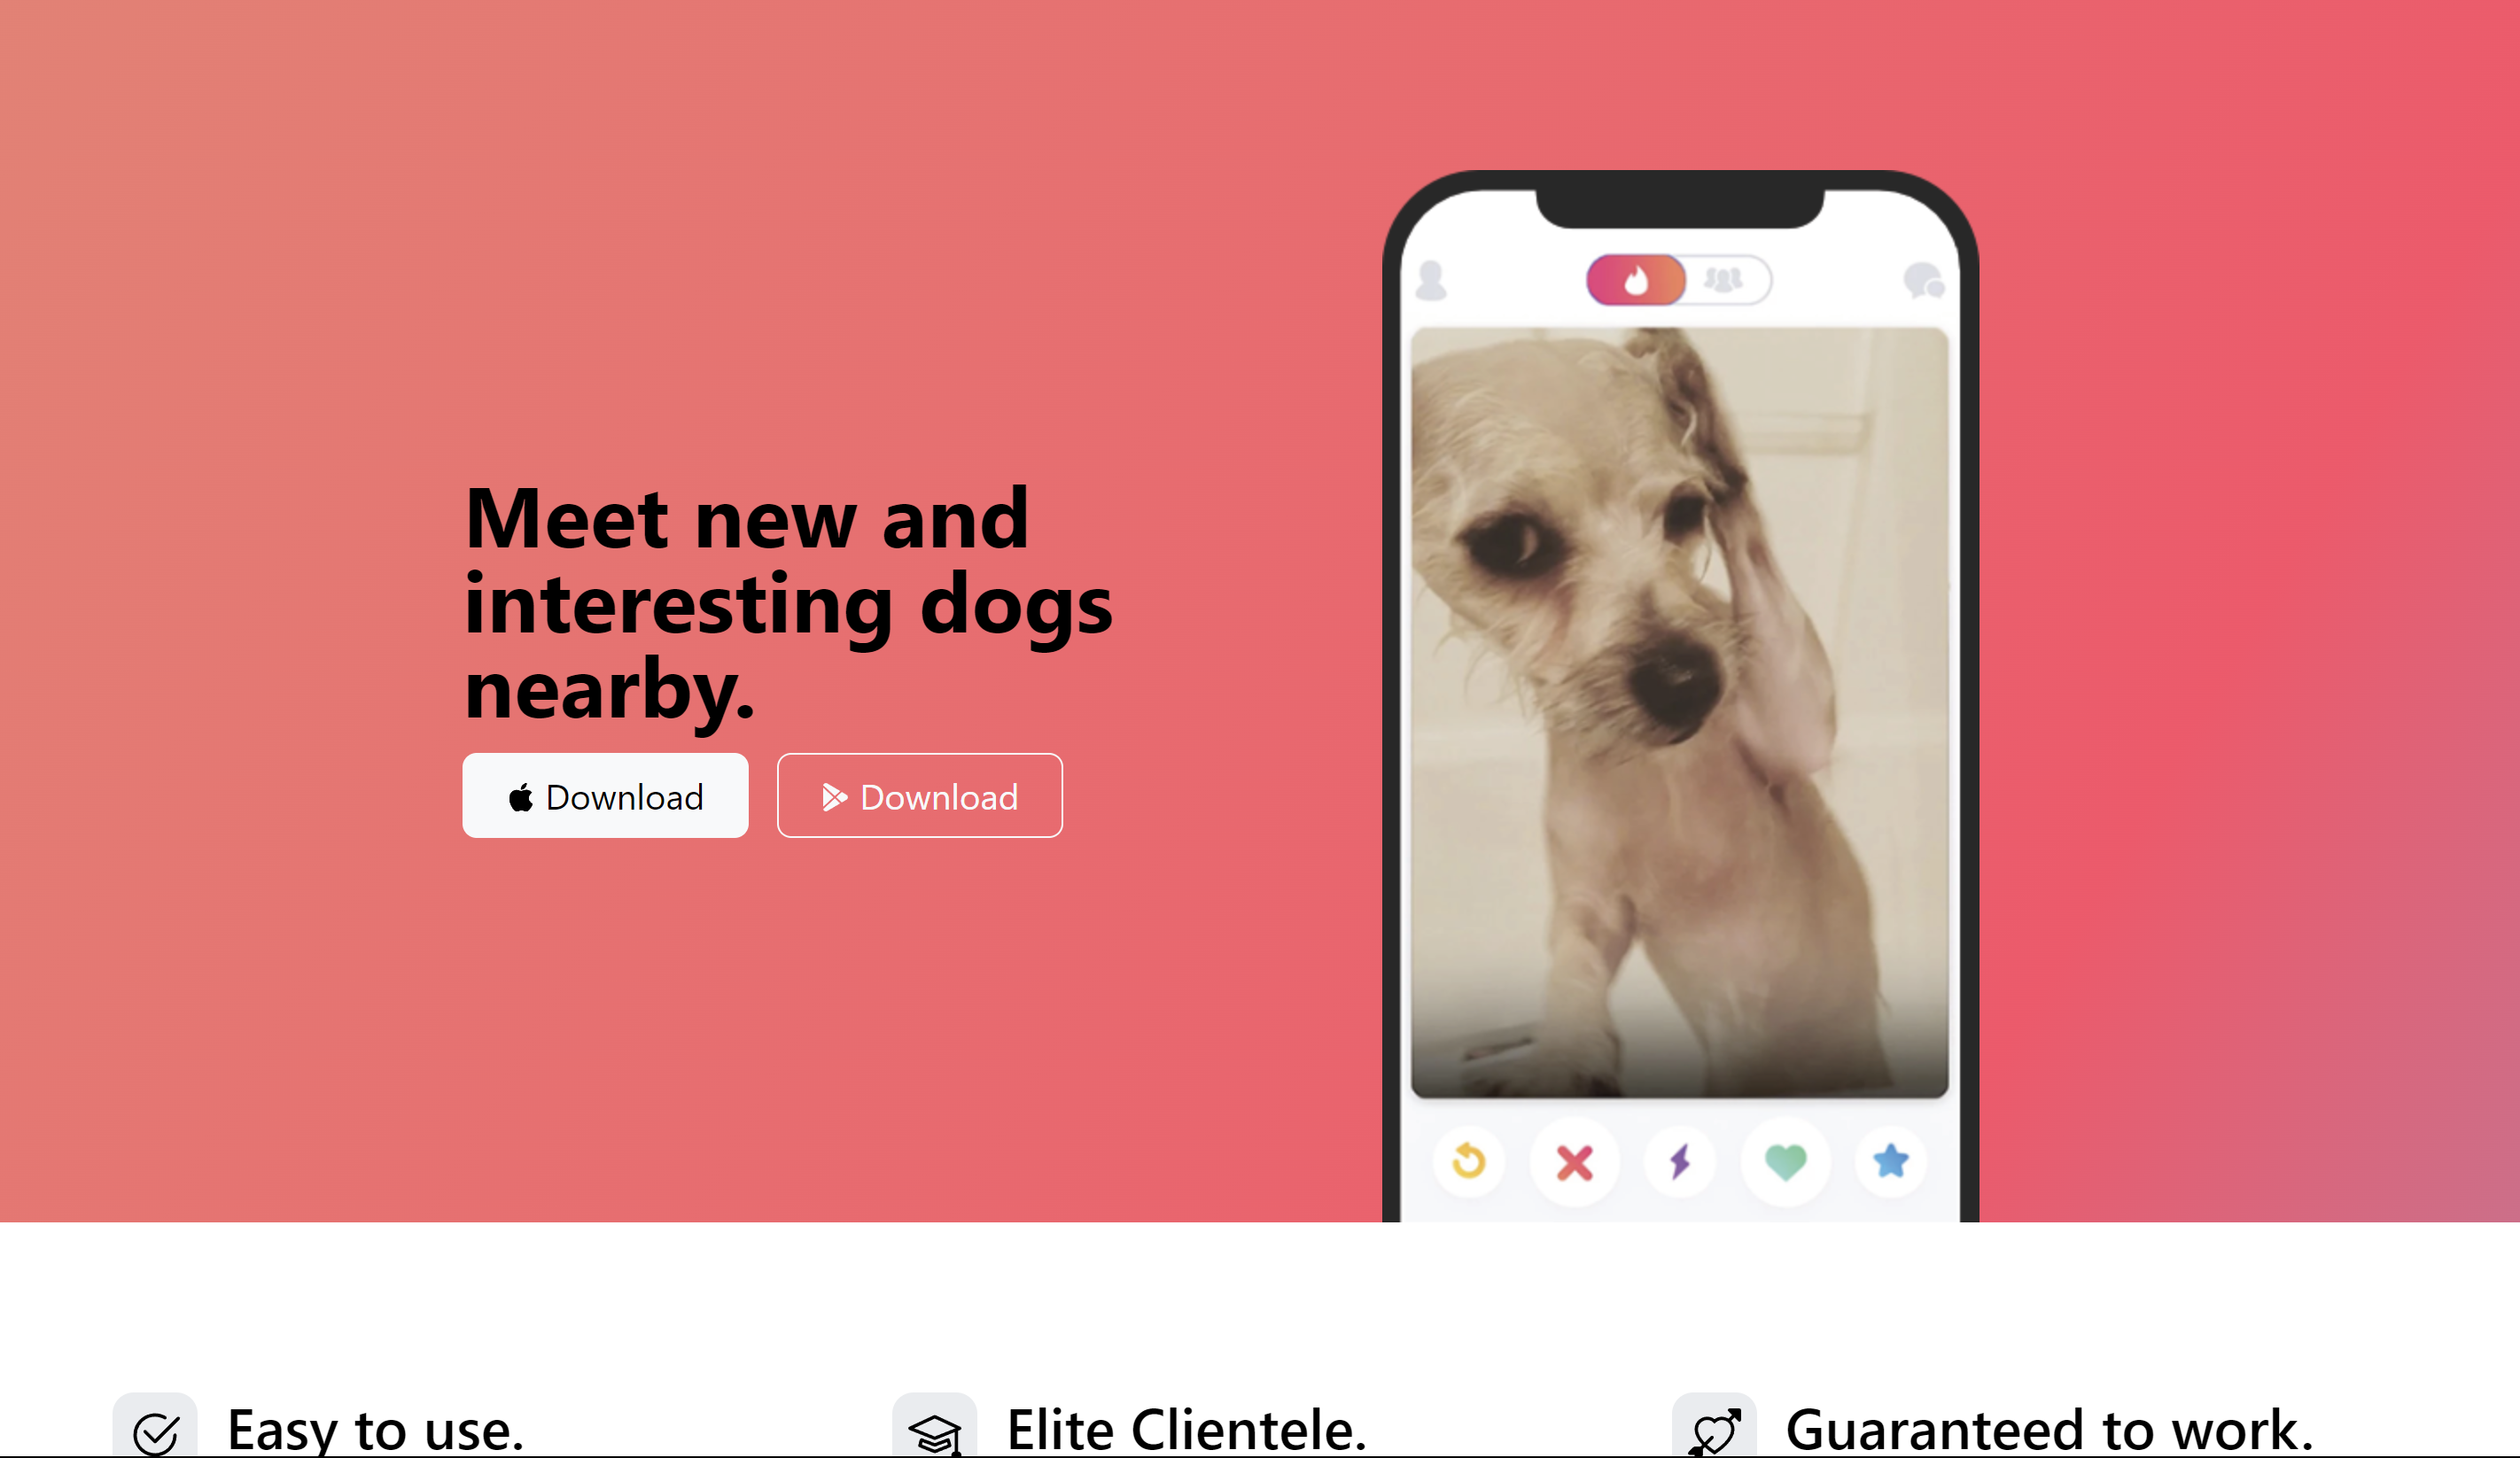 Meet new and
interesting dogs
nearby.
Download
Download
Easy to use.
Elite Clientele.
Guaranteed to work.